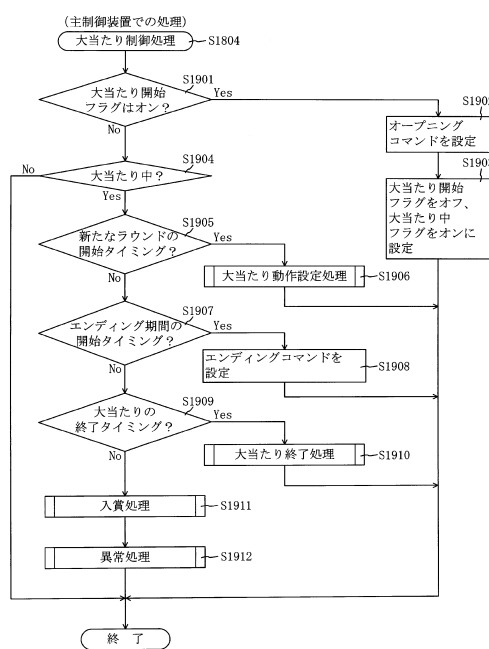 (主制御装置での処理)
大当たり制御処理
S1804
S1901
大当たり開始
フラグはオン?
Yes
No
S1902
オープニング
コマンドを設定
S1903
大当たり開始
フラグをオフ、
大当たり中
フラグをオンに
設定
S1904
大当たり中?
No
Yes
S1905
新たなラウンドの
開始タイミング?
Yes
No
大当たり動作設定処理
S1906
S1907
エンディング期間の
開始タイミング?
Yes
No
エンディングコマンドを
設定
S1908
S1909
大当たりの
終了タイミング?
Yes
No
大当たり終了処理
S1910
入賞処理
S1911
異常処理
S1912
終 了